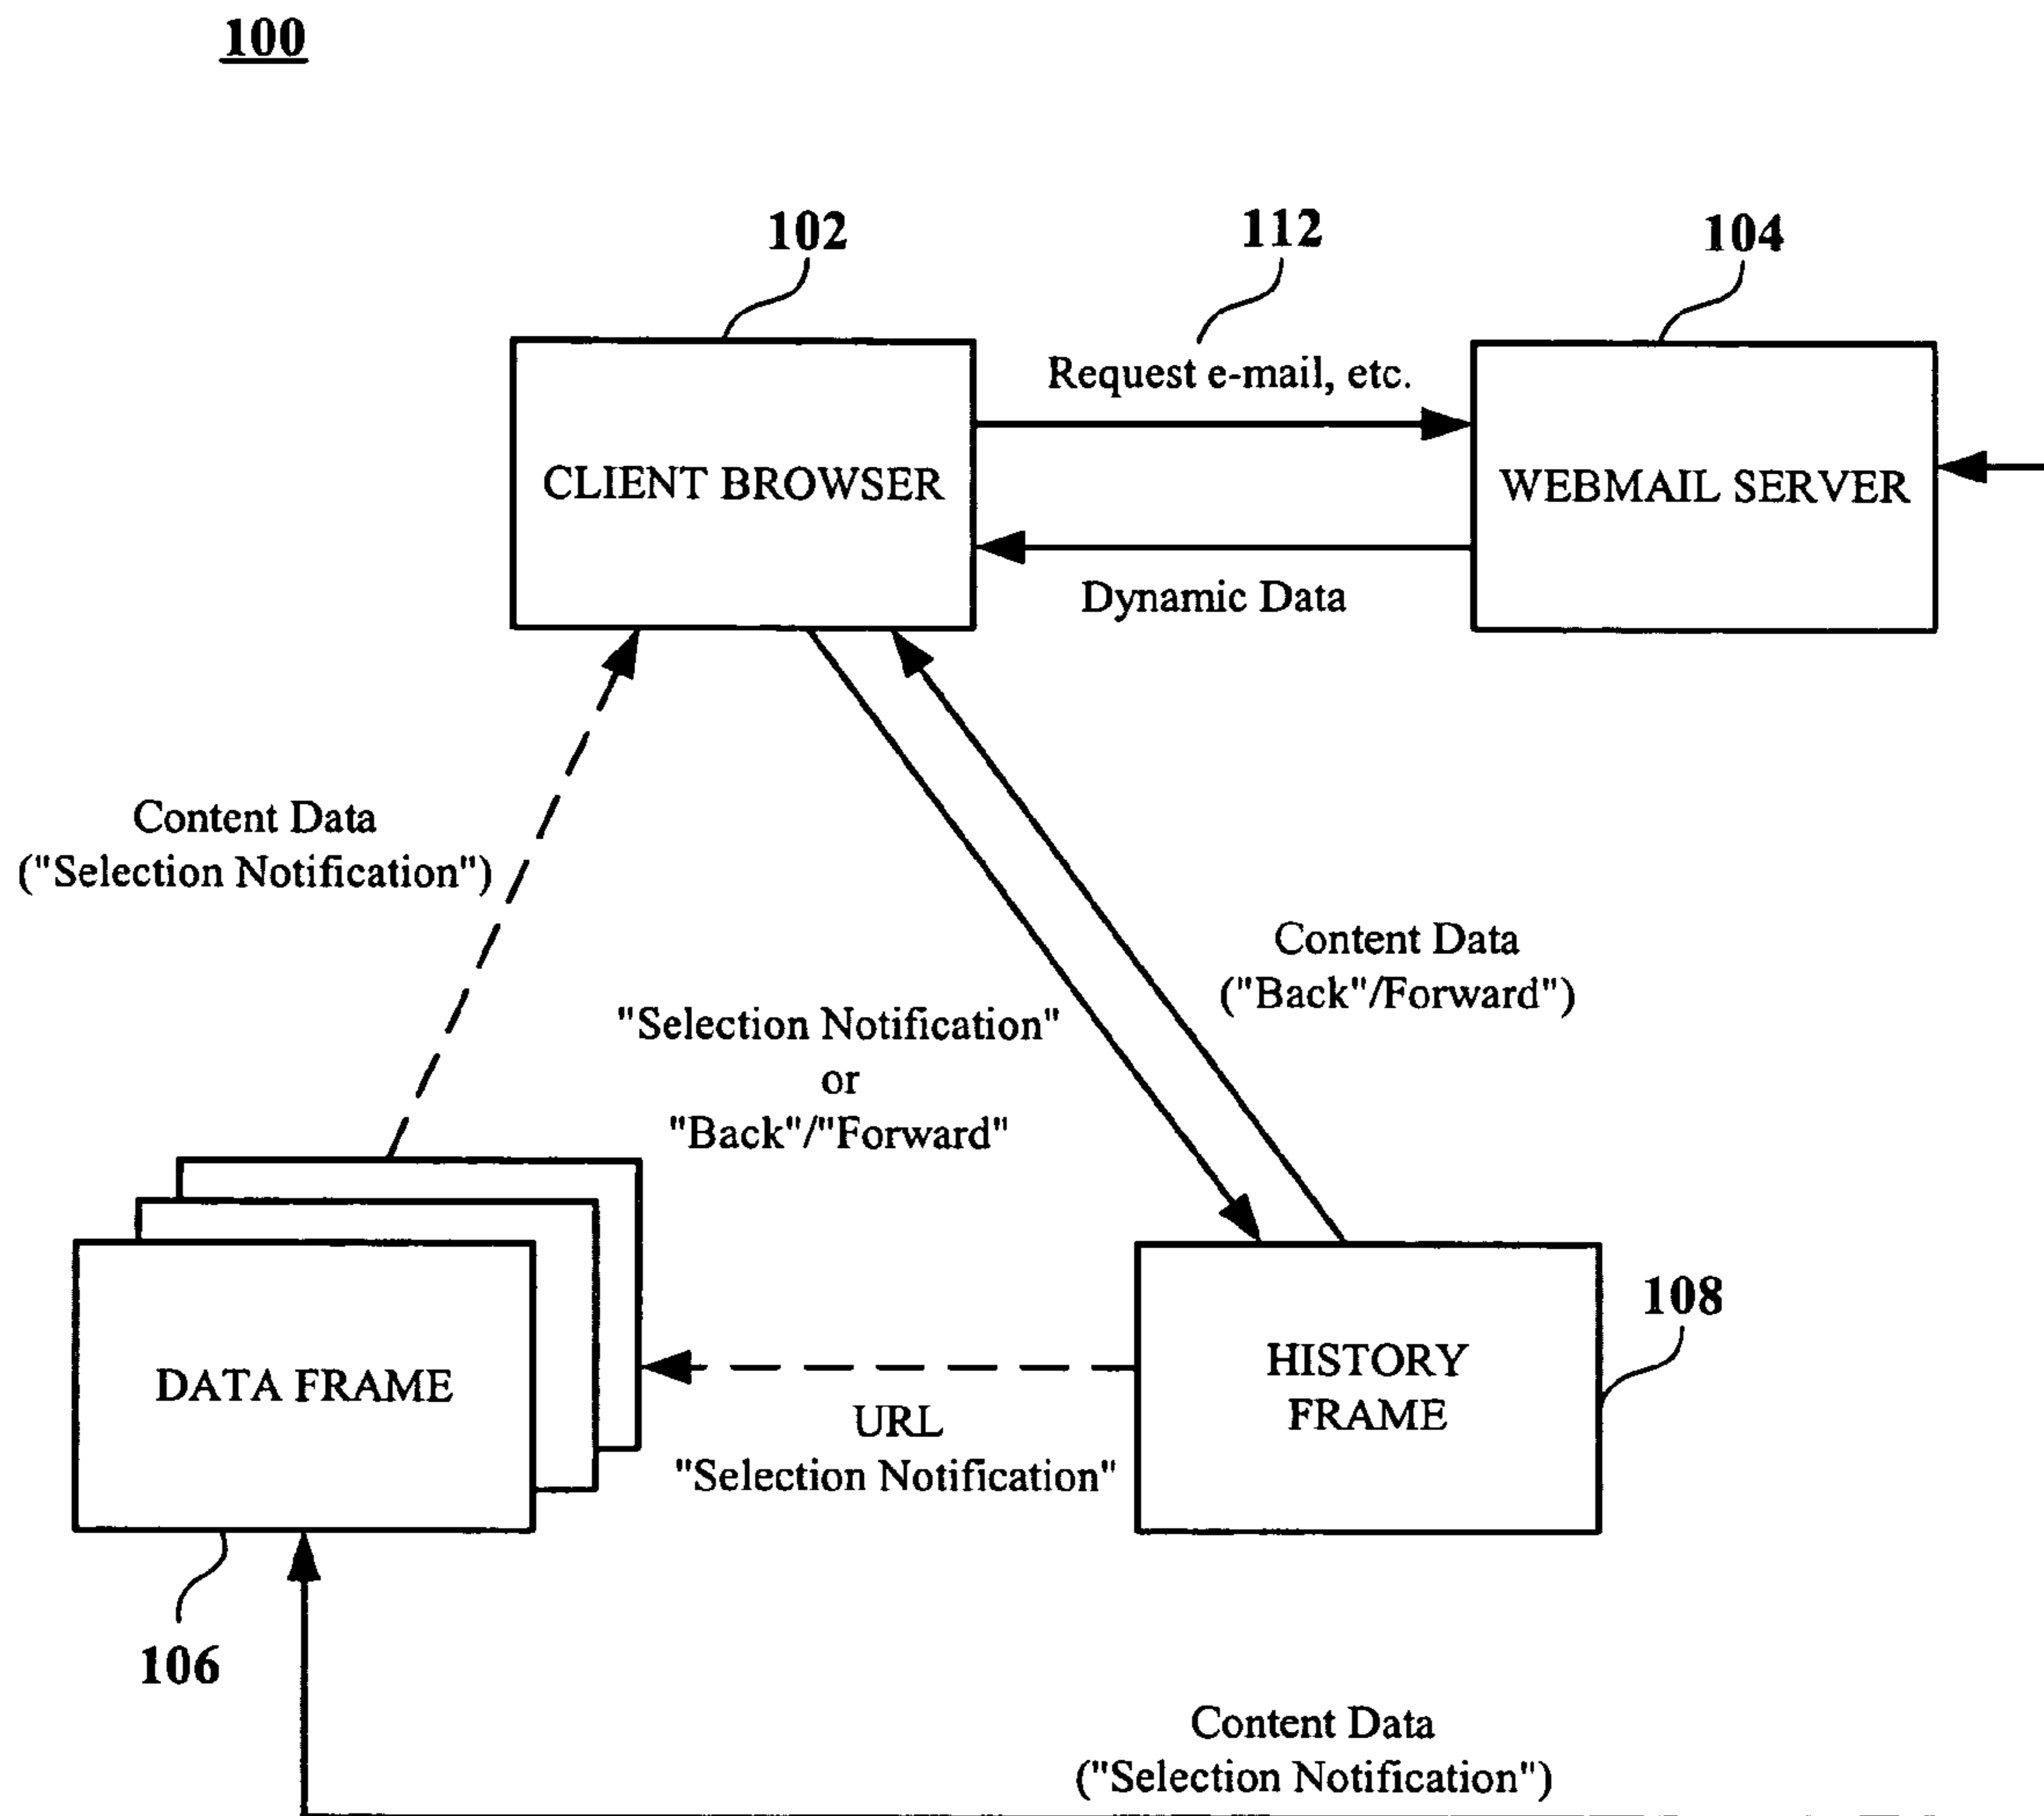 100
102
112
104
Request e-mail, etc.
CLIENT BROWSER
WEBMAIL SERVER
Dynamic Data
Content Data
("Selection Notification")
Content Data
("Back"/Forward")
"Selection Notification"
or
"Back"/"Forward"
108
HISTORY
FRAME
DATA FRAME
URL
"Selection Notification"
106
Content Data
("Selection Notification")